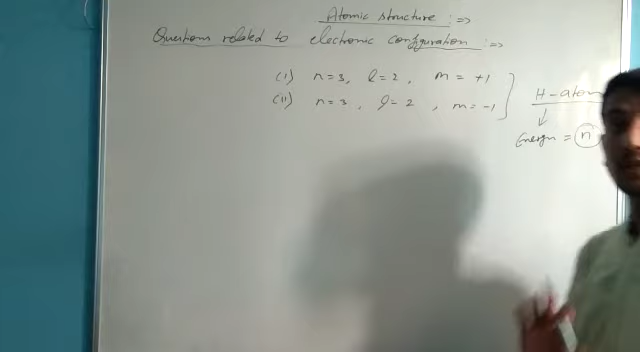 Atomic structure :=>
Questions related to electronic configuration :=>
(i) n=3, l=2, m = +1
(ii) n=3, l=2, m=-1
H-atom
↓
Energy = n